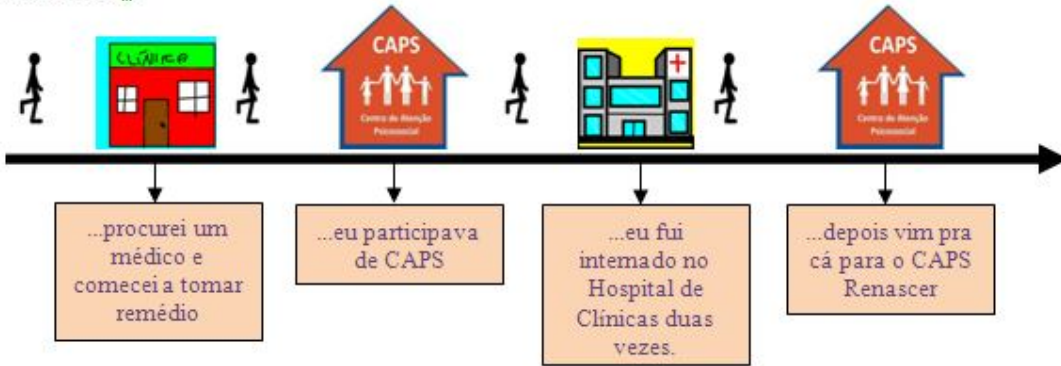 CLÍNICA
CAPS
Centro de Atenção
Psicossocial
CAPS
Centro de Atenção
Psicossocial
...procurei um
médico e
comecei a tomar
remédio
...eu participava
de CAPS
...eu fui
internado no
Hospital de
Clínicas duas
vezes.
...depois vim pra
cá para o CAPS
Renascer